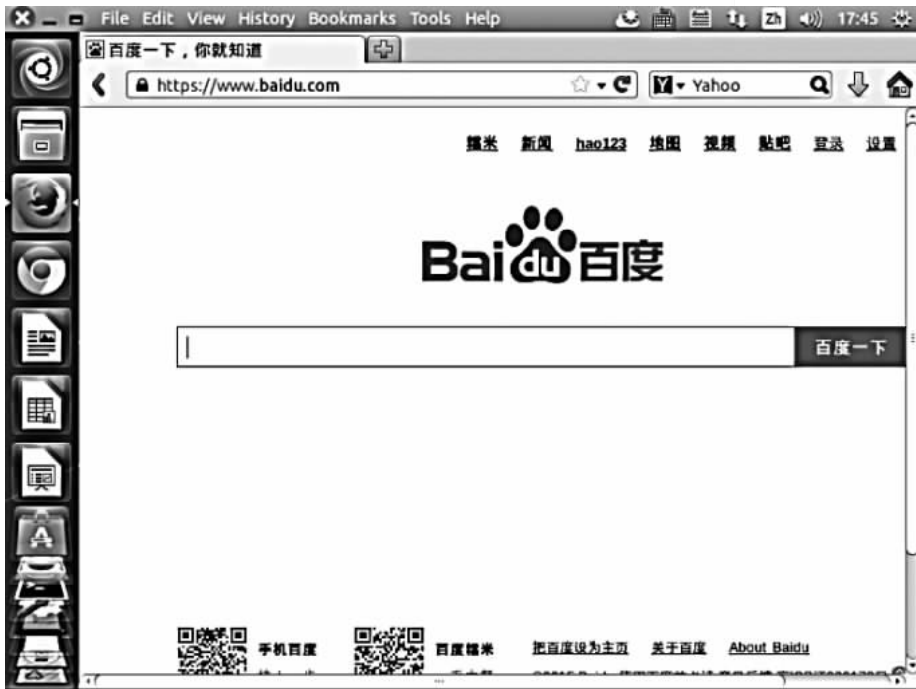 File Edit View History Bookmarks Tools Help Zh 17:45
百度一下，你就知道
https://www.baidu.com Yahoo
糯米 新闻 hao123 地图 视频 贴吧 登录 设置
Bai du 百度
百度一下
手机百度 百度糯米 把百度设为主页 关于百度 About Baidu